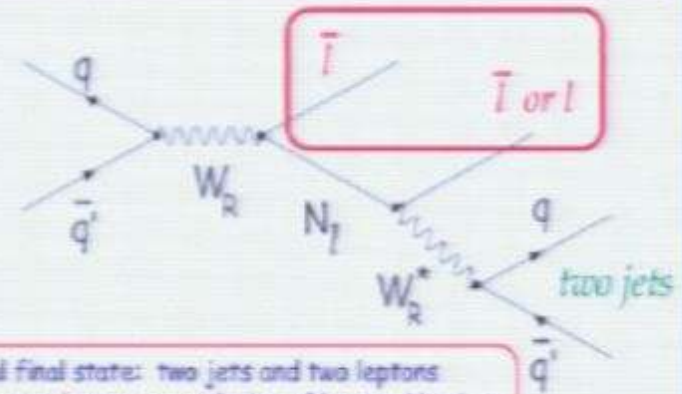 q
l̄
l̄ or l
W_R
q̄'
N_l
q
W_R^*
two jets
q̄'
final state: two jets and two leptons